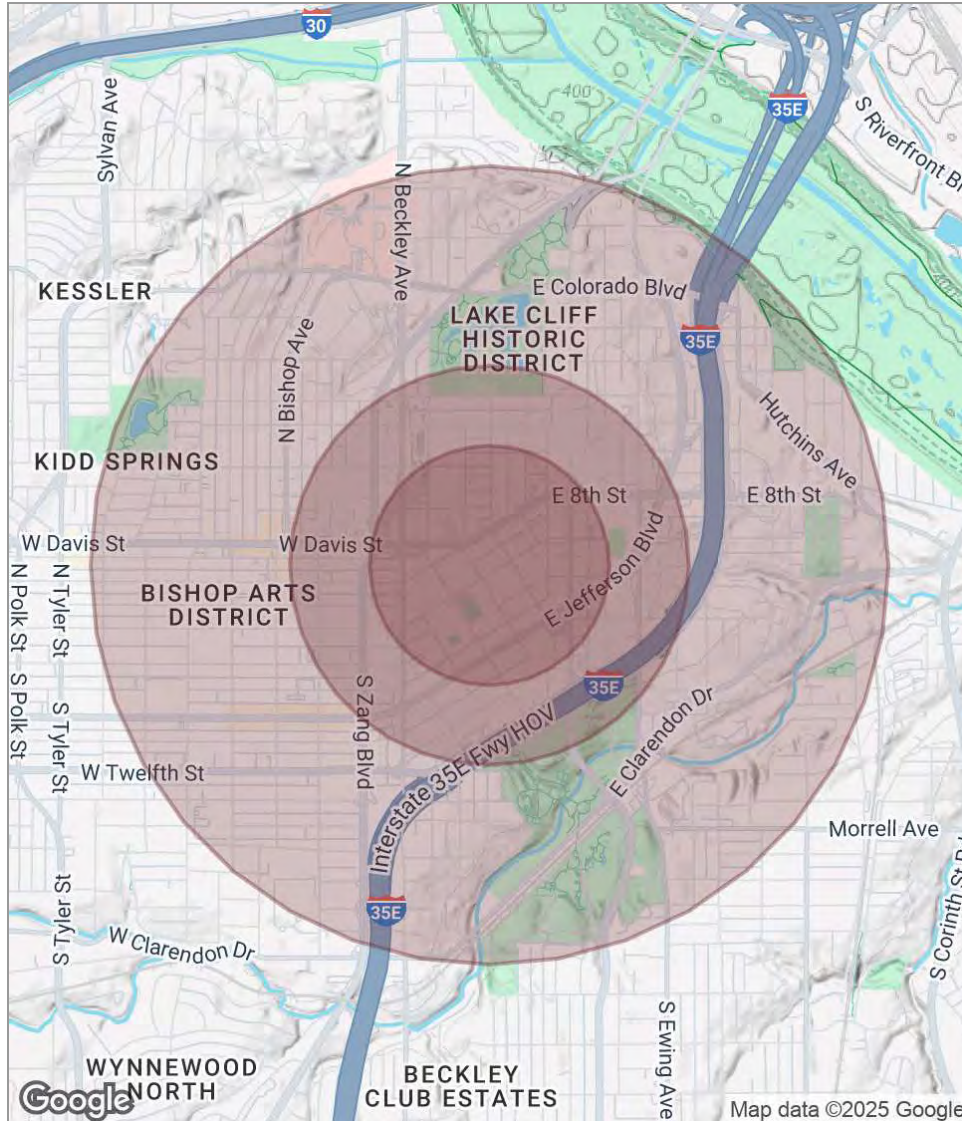 30
400
35E
Sylvan Ave
S Riverfront Bl
N Beckley Ave
KESSLER
E Colorado Blvd
LAKE CLIFF
HISTORIC
DISTRICT
35E
N Bishop Ave
Hutchins Ave
KIDD SPRINGS
E 8th St
E 8th St
W Davis St
W Davis St
E Jefferson Blvd
BISHOP ARTS
DISTRICT
N Polk St
N Tyler St
S Polk St
S Tyler St
S Zang Blvd
35E
Interstate 35E Fwy HOV
W Twelfth St
E Clarendon Dr
Morrell Ave
S Tyler St
35E
W Clarendon Dr
S Corinth St Rd
S Ewing Ave
WYNNEWOOD
NORTH
BECKLEY
CLUB ESTATES
Google
Map data ©2025 Google